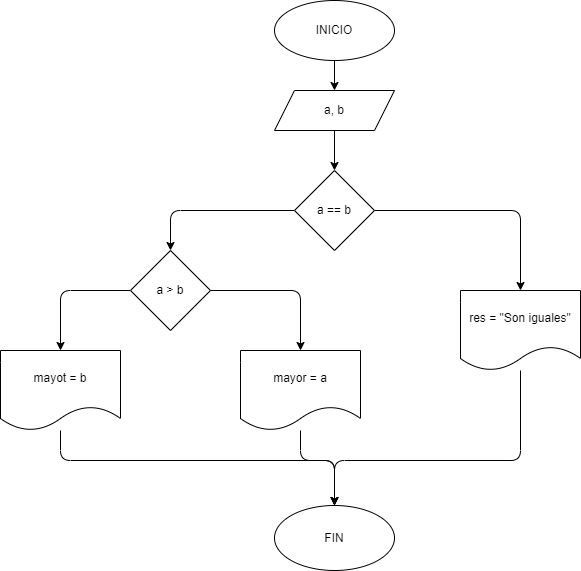 INICIO
a, b
a == b
a > b
res = "Son iguales"
mayot = b
mayor = a
FIN